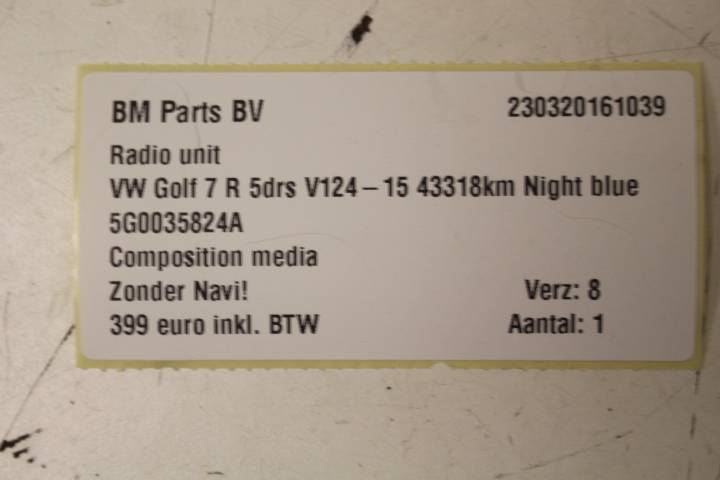 BM Parts BV 230320161039
Radio unit
VW Golf 7 R 5drs V124-15 43318km Night blue
5G0035824A
Composition media
Zonder Navi! Verz: 8
399 euro inkl. BTW Aantal: 1